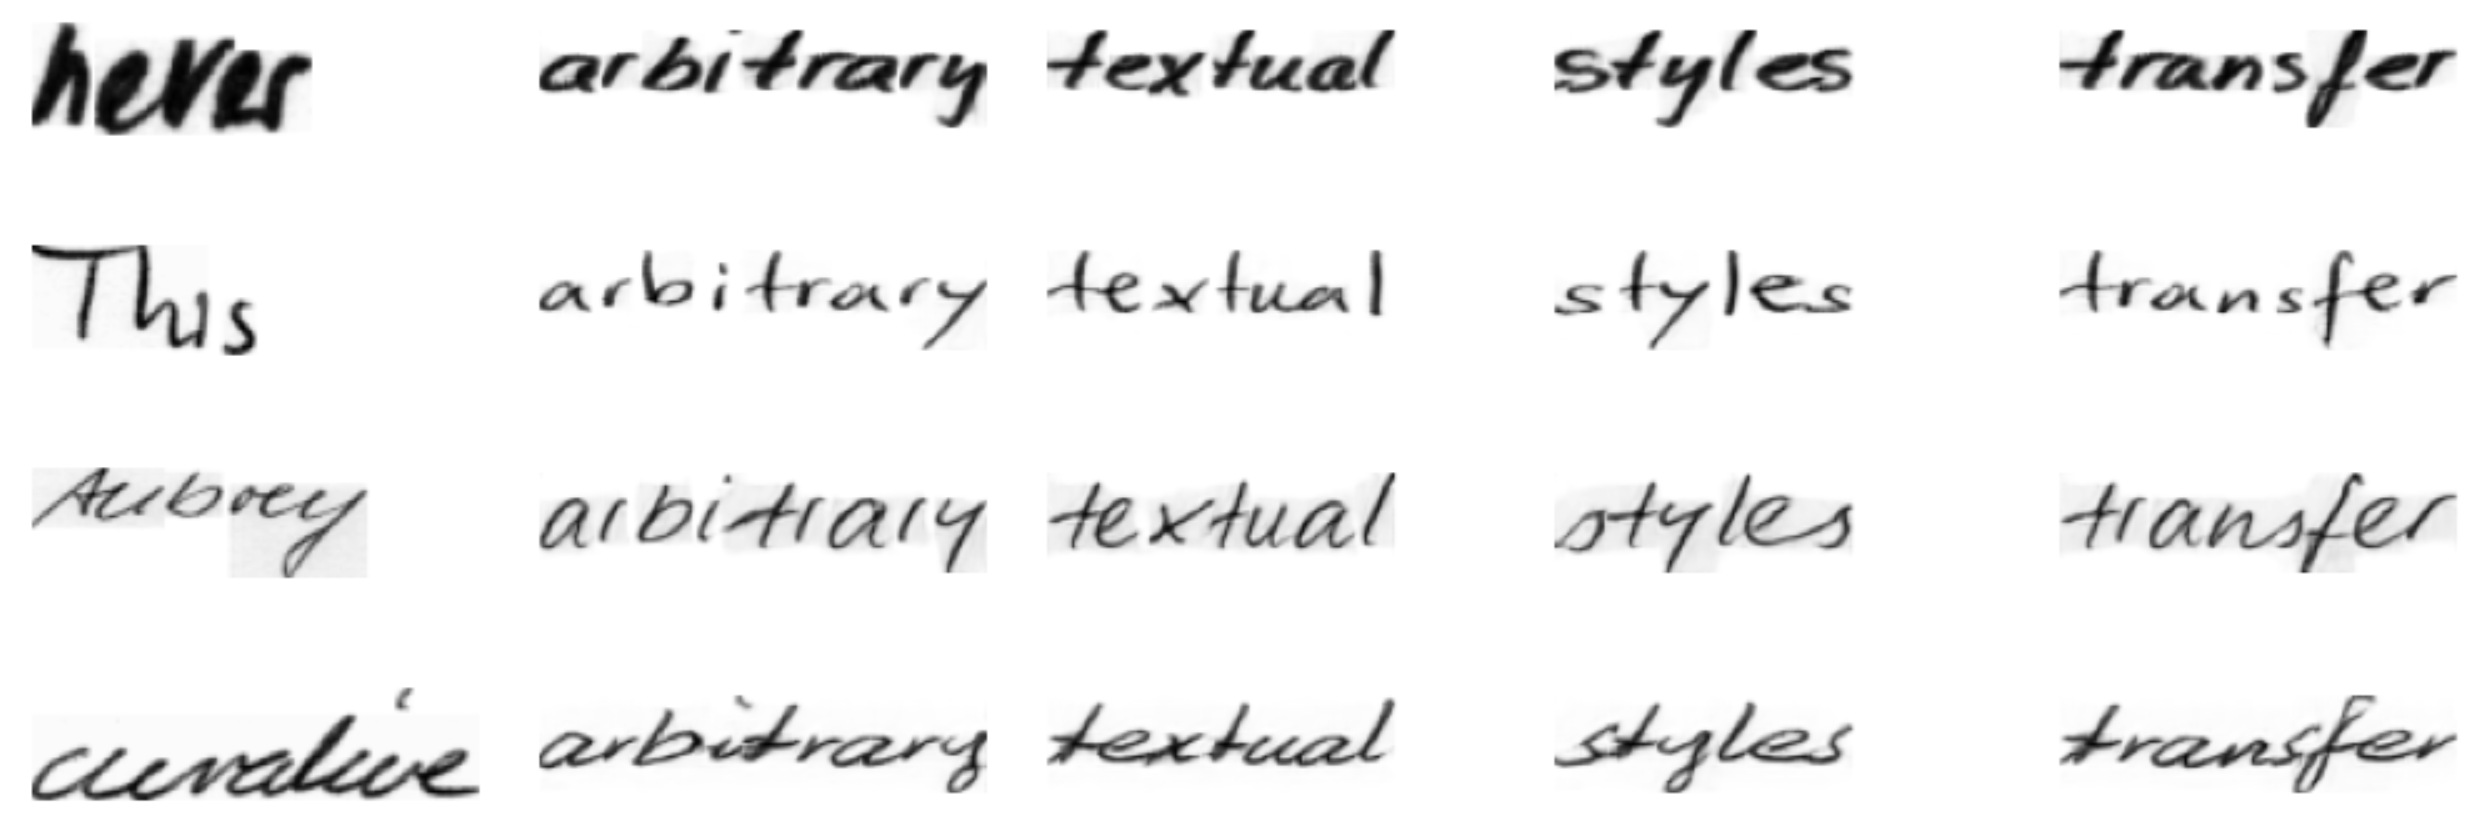 never arbitrary textual styles transfer
This arbitrary textual styles transfer
Aubrey arbitrary textual styles transfer
curative arbitrary textual styles transfer